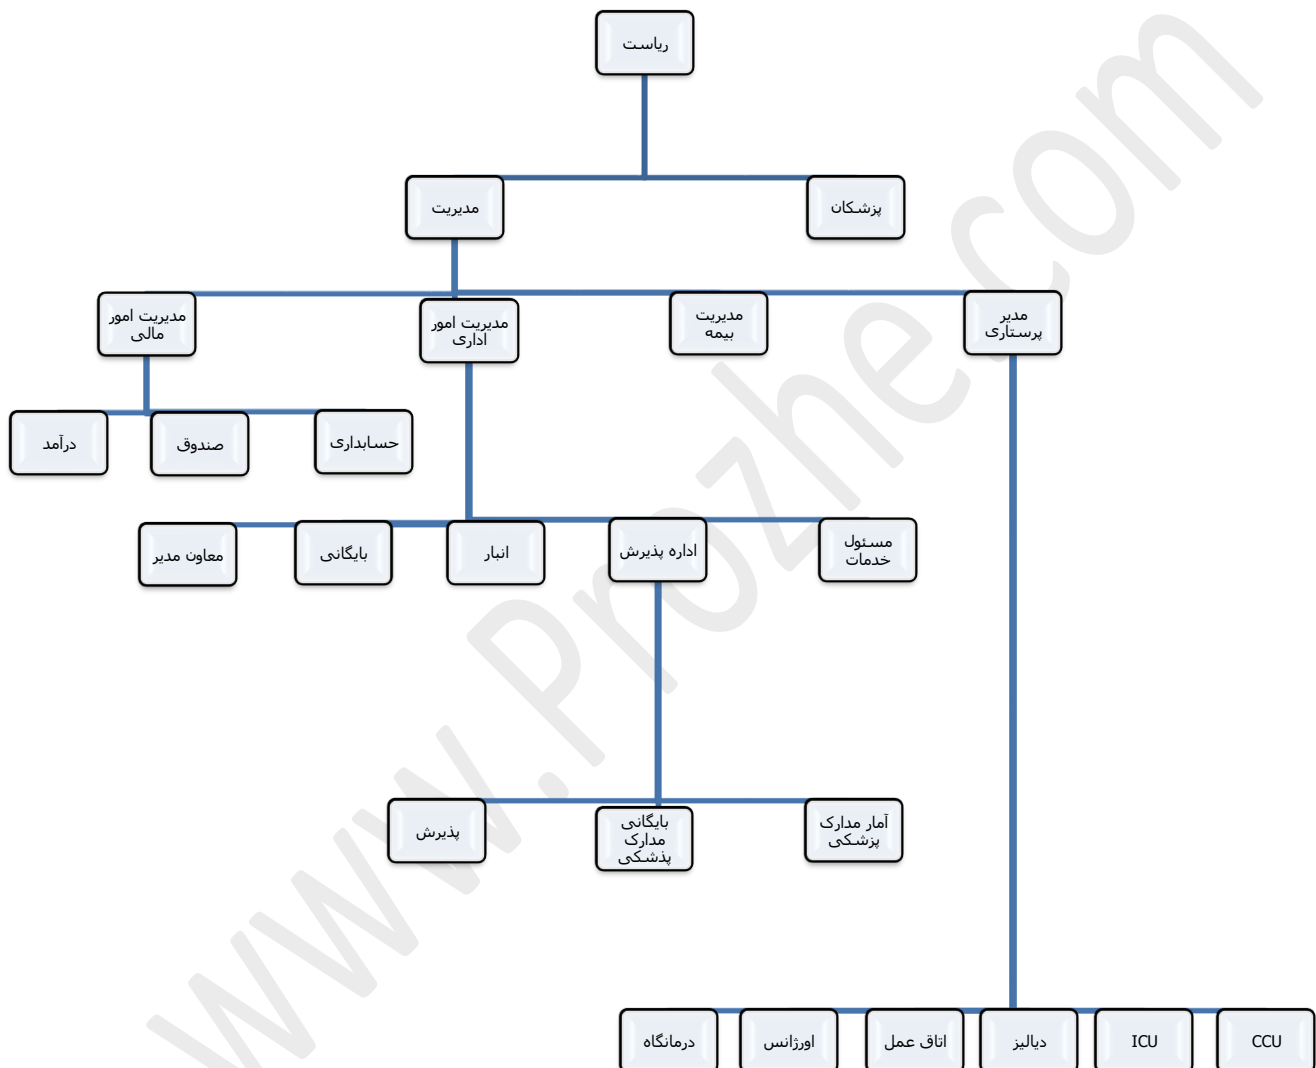 ریاست
پزشکان
مدیریت
مدیر
پرستاری
مدیریت
بیمه
مدیریت امور
اداری
مدیریت امور
مالی
حسابداری
صندوق
درآمد
مسئول
خدمات
اداره پذیرش
انبار
بایگانی
معاون مدیر
آمار مدارک
پزشکی
بایگانی
مدارک
پذشکی
پذیرش
CCU
ICU
دیالیز
اتاق عمل
اورژانس
درمانگاه
www.Prozhe.com